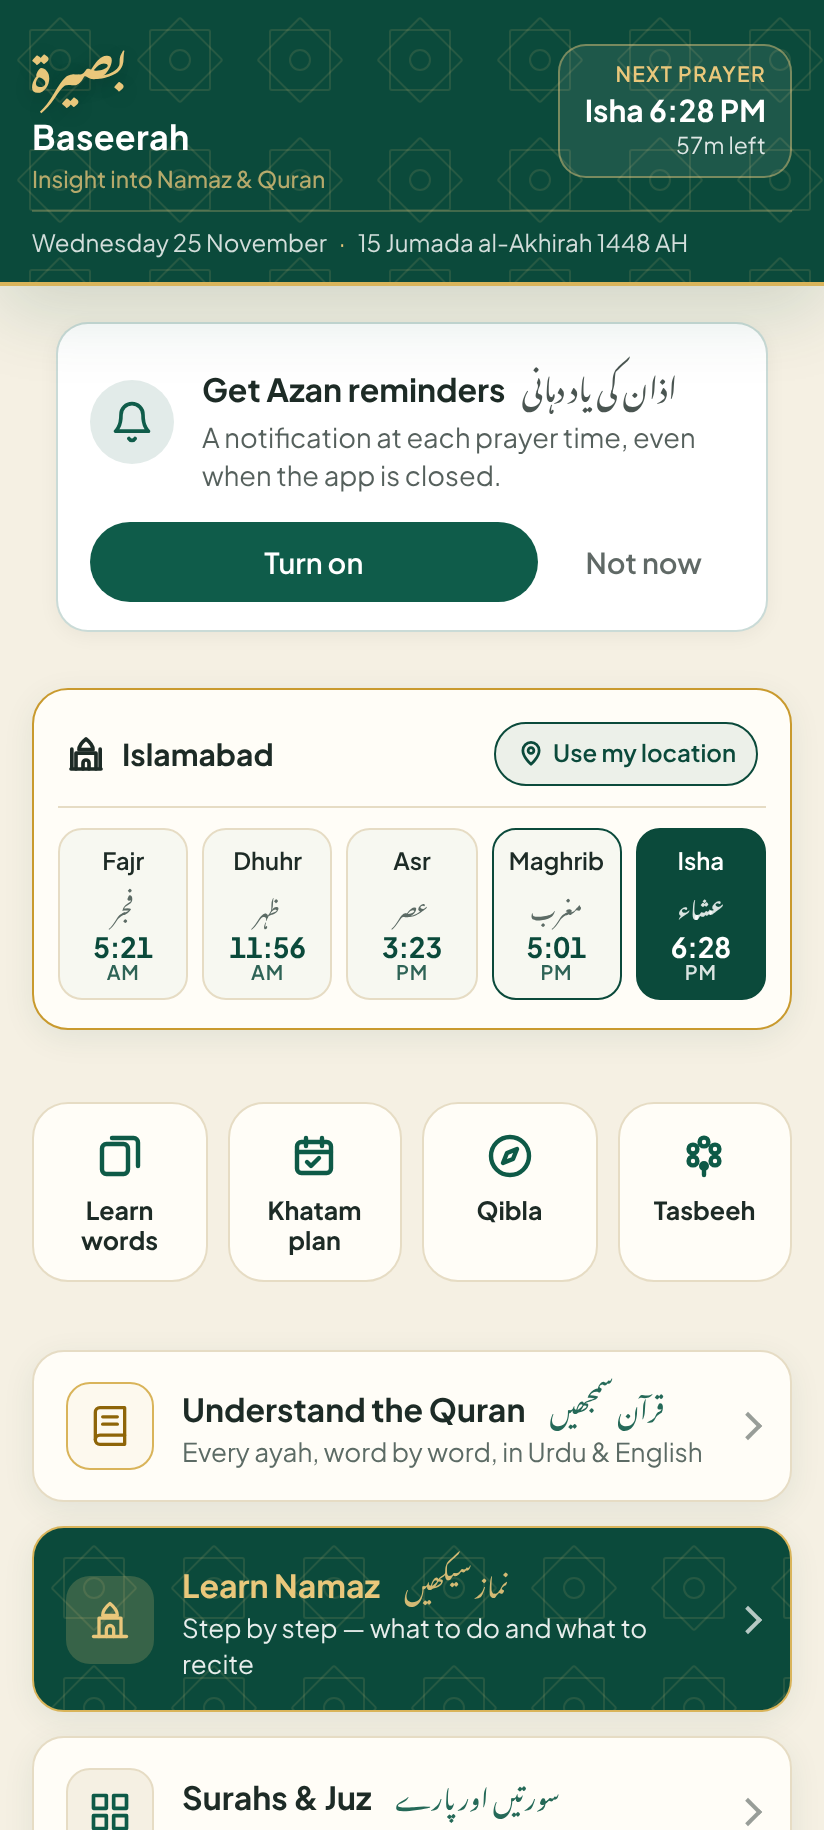 بصيرة
Baseerah
Insight into Namaz & Quran
NEXT PRAYER
Isha 6:28 PM
57m left
Wednesday 25 November · 15 Jumada al-Akhirah 1448 AH
Get Azan reminders اذان کی یاد دہانی
A notification at each prayer time, even
when the app is closed.
Turn on
Not now
Islamabad
Use my location
Fajr
فجر
5:21
AM
Dhuhr
ظہر
11:56
AM
Asr
عصر
3:23
PM
Maghrib
مغرب
5:01
PM
Isha
عشاء
6:28
PM
Learn
words
Khatam
plan
Qibla
Tasbeeh
Understand the Quran قرآن سمجھیں
Every ayah, word by word, in Urdu & English
Learn Namaz نماز سیکھیں
Step by step — what to do and what to
recite
Surahs & Juz سورتیں اور پارے